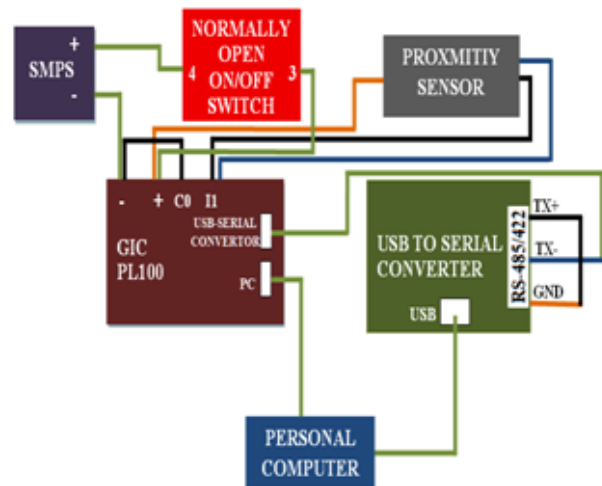 SMPS
+
-
NORMALLY
OPEN
ON/OFF
SWITCH
4
3
PROXMITIY
SENSOR
- + C0 I1
USB-SERIAL
CONVERTOR
GIC
PL100
PC
USB TO SERIAL
CONVERTER
RS-485/422
TX+
TX-
GND
USB
PERSONAL
COMPUTER